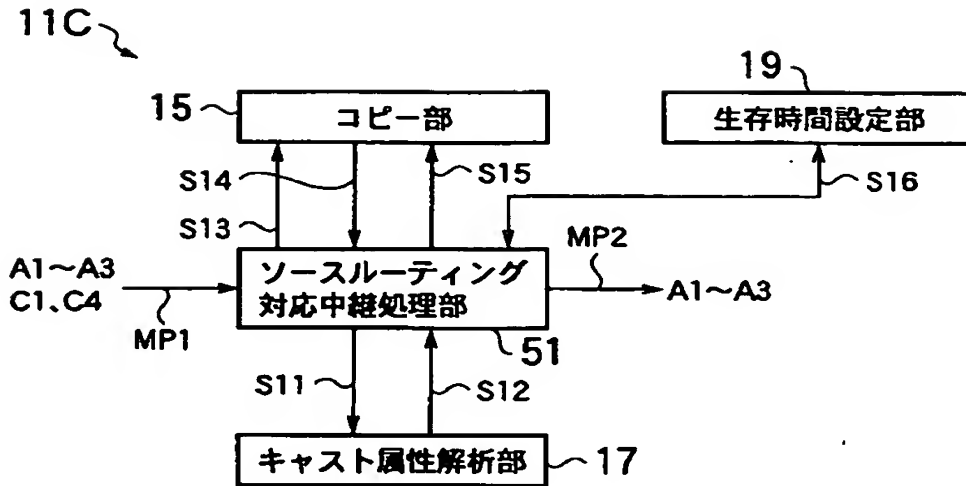 11C
15
コピー部
19
生存時間設定部
S14
S15
S16
S13
A1～A3
C1、C4
MP1
ソースルーティング
対応中継処理部
MP2
A1～A3
51
S11
S12
キャスト属性解析部
17